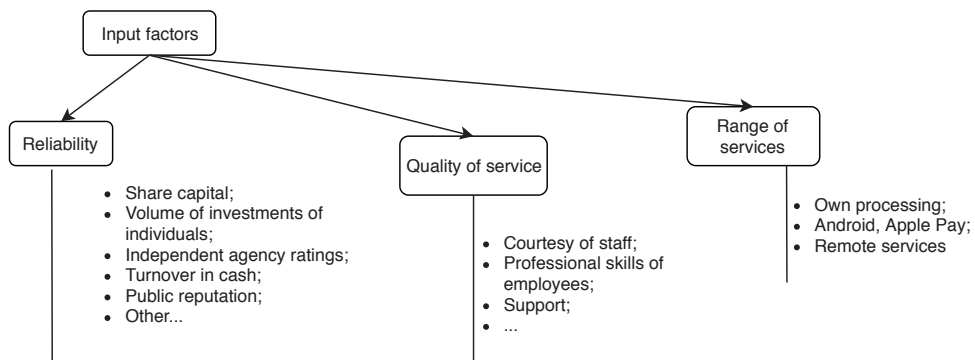 Input factors
Reliability
• Share capital;
• Volume of investments of
individuals;
• Independent agency ratings;
• Turnover in cash;
• Public reputation;
• Other...
Quality of service
• Courtesy of staff;
• Professional skills of
employees;
• Support;
• ...
Range of
services
• Own processing;
• Android, Apple Pay;
• Remote services